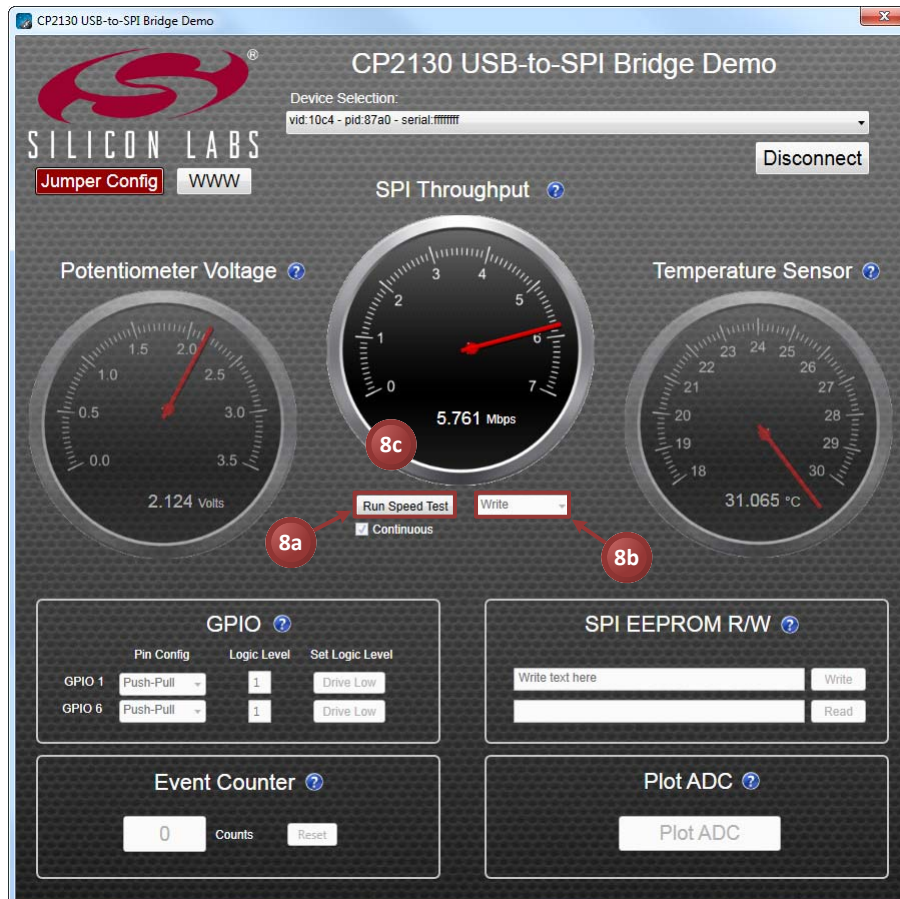 CP2130 USB-to-SPI Bridge Demo
x
®
SILICON LABS
CP2130 USB-to-SPI Bridge Demo
Device Selection:
vid:10c4 - pid:87a0 - serial:ffffffff
Disconnect
Jumper Config WWW
SPI Throughput ?
0 1 2 3 4 5 6 7
5.761 Mbps
Potentiometer Voltage ?
0.0 0.5 1.0 1.5 2.0 2.5 3.0 3.5
2.124 Volts
Temperature Sensor ?
18 19 20 21 22 23 24 25 26 27 28 29 30
31.065 °C
8c
Run Speed Test Write
Continuous
8a
8b
GPIO ?
Pin Config Logic Level Set Logic Level
GPIO 1 Push-Pull 1 Drive Low
GPIO 6 Push-Pull 1 Drive Low
SPI EEPROM R/W ?
Write text here Write
Read
Event Counter ?
0 Counts Reset
Plot ADC ?
Plot ADC